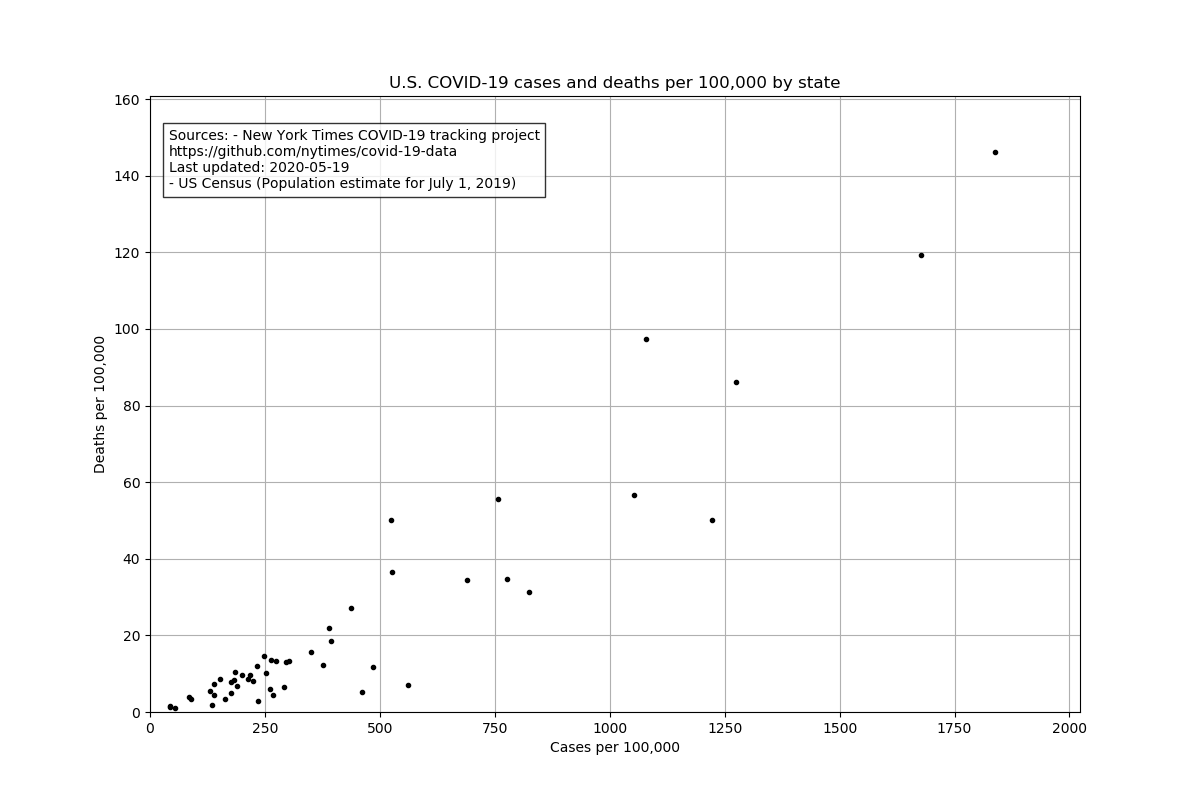 U.S. COVID-19 cases and deaths per 100,000 by state
160
140
120
100
80
60
40
20
0
Sources: - New York Times COVID-19 tracking project
https://github.com/nytimes/covid-19-data
Last updated: 2020-05-19
- US Census (Population estimate for July 1, 2019)
Deaths per 100,000
0 250 500 750 1000 1250 1500 1750 2000
Cases per 100,000